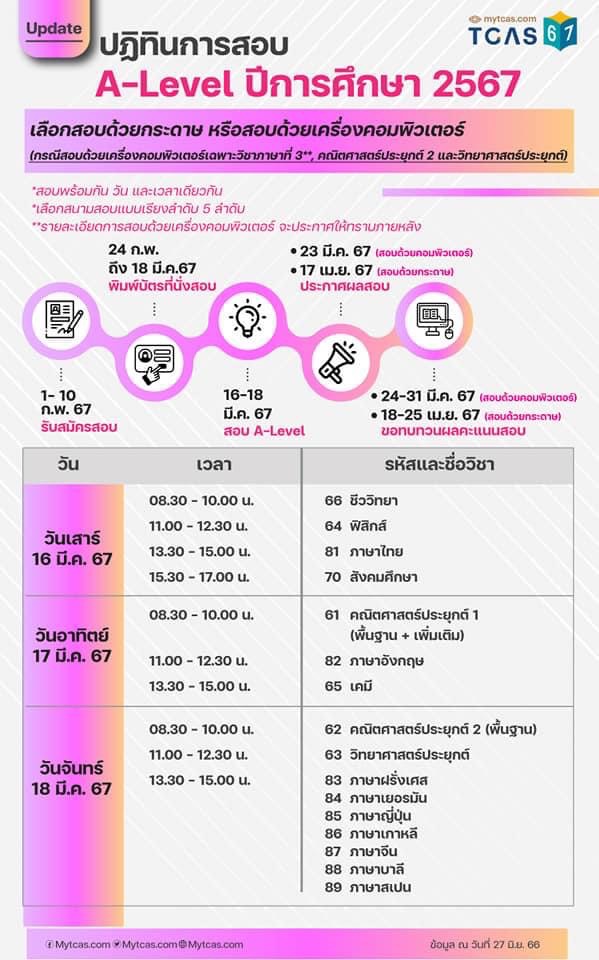 Update
mytcas.com
TCAS 67
ปฏิทินการสอบ
A-Level ปีการศึกษา 2567
เลือกสอบด้วยกระดาษ หรือสอบด้วยเครื่องคอมพิวเตอร์
(กรณีสอบด้วยเครื่องคอมพิวเตอร์เฉพาะวิชาภาษาที่ 3**, คณิตศาสตร์ประยุกต์ 2 และวิทยาศาสตร์ประยุกต์)
*สอบพร้อมกัน วัน และเวลาเดียวกัน
*เลือกสนามสอบแบบเรียงลำดับ 5 ลำดับ
**รายละเอียดการสอบด้วยเครื่องคอมพิวเตอร์ จะประกาศให้ทราบภายหลัง
1- 10
ก.พ. 67
รับสมัครสอบ
24 ก.พ.
ถึง 18 มี.ค.67
พิมพ์บัตรที่นั่งสอบ
16-18
มี.ค. 67
สอบ A-Level
• 23 มี.ค. 67 (สอบด้วยคอมพิวเตอร์)
• 17 เม.ย. 67 (สอบด้วยกระดาษ)
ประกาศผลสอบ
• 24-31 มี.ค. 67 (สอบด้วยคอมพิวเตอร์)
• 18-25 เม.ย. 67 (สอบด้วยกระดาษ)
ขอทบทวนผลคะแนนสอบ
วัน เวลา รหัสและชื่อวิชา
วันเสาร์
16 มี.ค. 67
08.30 - 10.00 น. 66 ชีววิทยา
11.00 - 12.30 น. 64 ฟิสิกส์
13.30 - 15.00 น. 81 ภาษาไทย
15.30 - 17.00 น. 70 สังคมศึกษา
วันอาทิตย์
17 มี.ค. 67
08.30 - 10.00 น. 61 คณิตศาสตร์ประยุกต์ 1
(พื้นฐาน + เพิ่มเติม)
11.00 - 12.30 น. 82 ภาษาอังกฤษ
13.30 - 15.00 น. 65 เคมี
วันจันทร์
18 มี.ค. 67
08.30 - 10.00 น. 62 คณิตศาสตร์ประยุกต์ 2 (พื้นฐาน)
11.00 - 12.30 น. 63 วิทยาศาสตร์ประยุกต์
13.30 - 15.00 น. 83 ภาษาฝรั่งเศส
84 ภาษาเยอรมัน
85 ภาษาญี่ปุ่น
86 ภาษาเกาหลี
87 ภาษาจีน
88 ภาษาบาลี
89 ภาษาสเปน
Mytcas.com Mytcas.com Mytcas.com
ข้อมูล ณ วันที่ 27 มิ.ย. 66